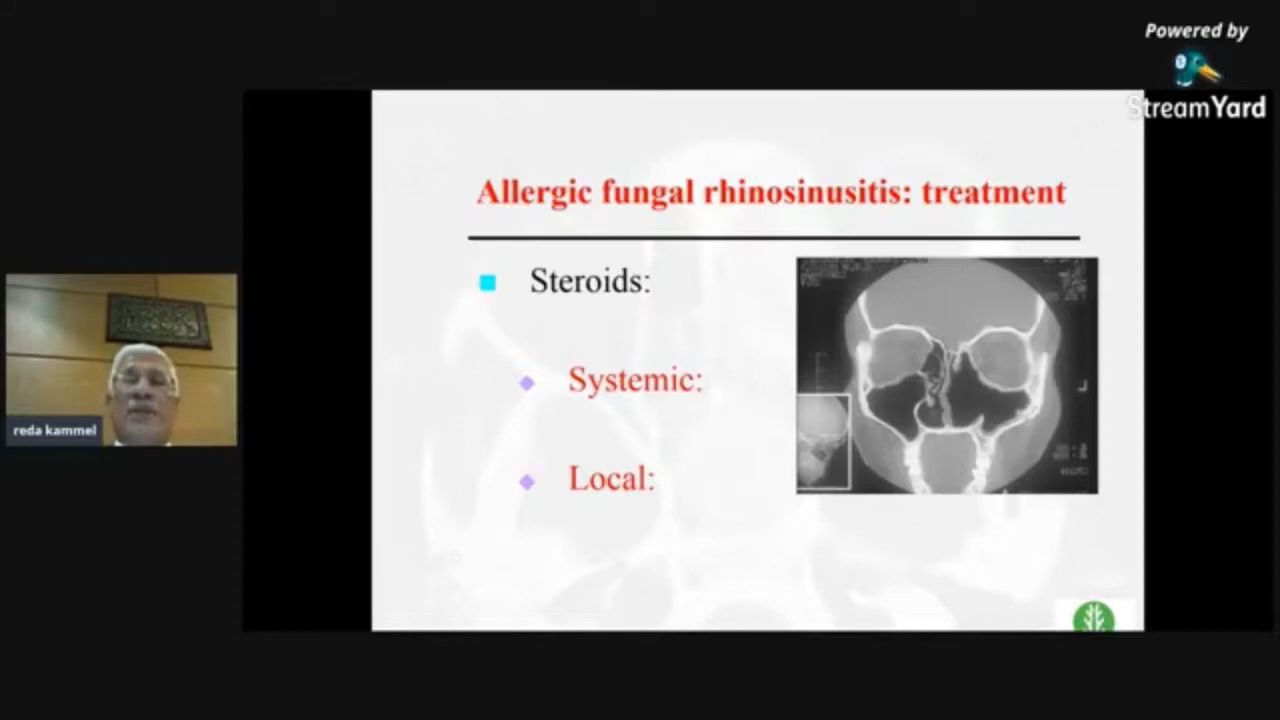 Powered by
StreamYard
Allergic fungal rhinosinusitis: treatment
Steroids:
Systemic:
Local:
reda kammel